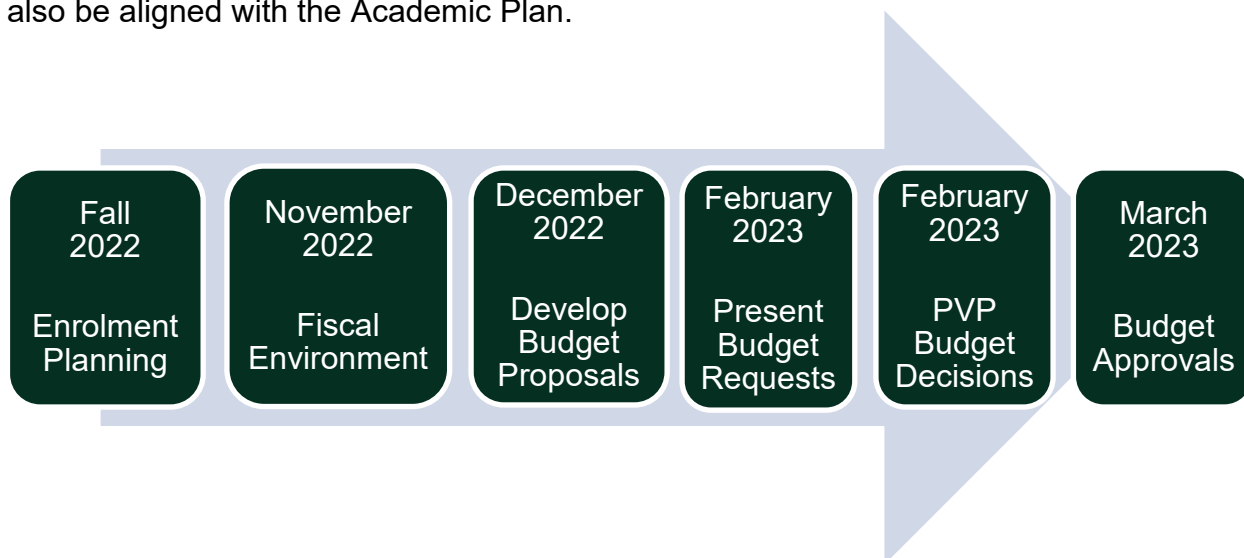 also be aligned with the Academic Plan.
Fall
2022
Enrolment
Planning
November
2022
Fiscal
Environment
December
2022
Develop
Budget
Proposals
February
2023
Present
Budget
Requests
February
2023
PVP
Budget
Decisions
March
2023
Budget
Approvals